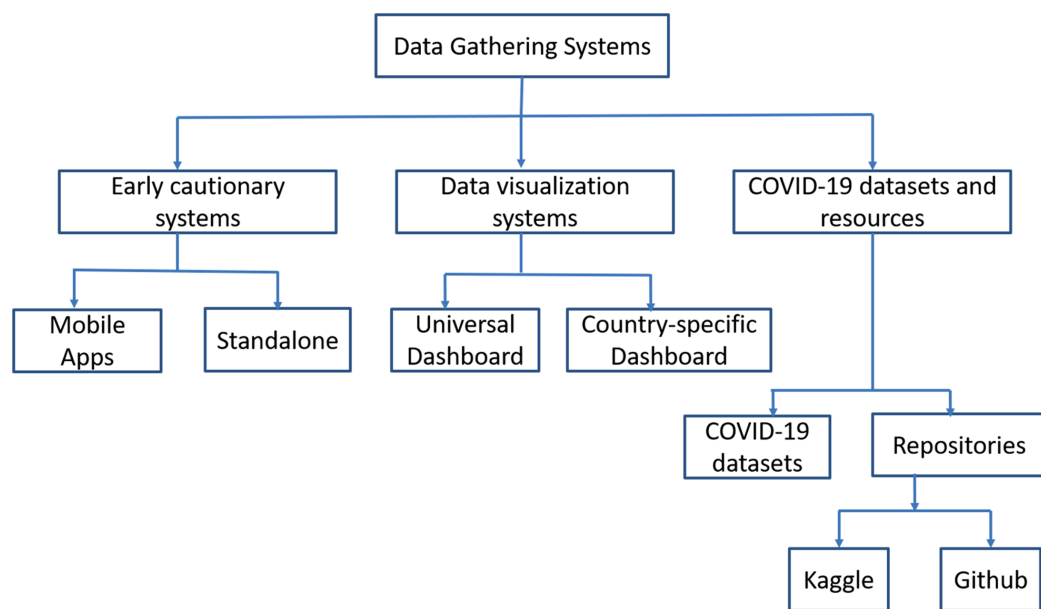 Data Gathering Systems
Early cautionary
systems
Data visualization
systems
COVID-19 datasets and
resources
Mobile
Apps
Standalone
Universal
Dashboard
Country-specific
Dashboard
COVID-19
datasets
Repositories
Kaggle
Github